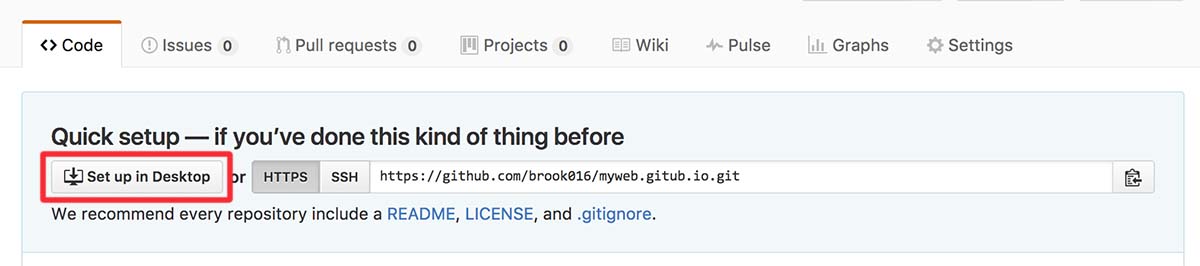 Code Issues 0 Pull requests 0 Projects 0 Wiki Pulse Graphs Settings
Quick setup — if you've done this kind of thing before
Set up in Desktop or HTTPS SSH https://github.com/brook016/myweb.gitub.io.git
We recommend every repository include a README, LICENSE, and .gitignore.